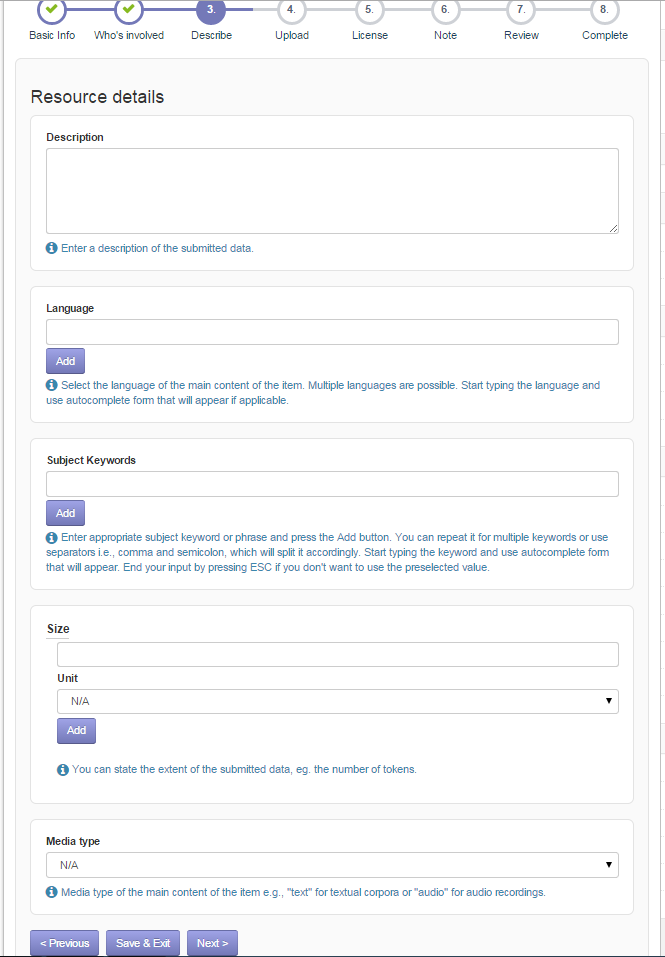 3. 4. 5. 6. 7. 8.
Basic Info Who's involved Describe Upload License Note Review Complete
Resource details
Description
Enter a description of the submitted data.
Language
Add
Select the language of the main content of the item. Multiple languages are possible. Start typing the language and
use autocomplete form that will appear if applicable.
Subject Keywords
Add
Enter appropriate subject keyword or phrase and press the Add button. You can repeat it for multiple keywords or use
separators i.e., comma and semicolon, which will split it accordingly. Start typing the keyword and use autocomplete form
that will appear. End your input by pressing ESC if you don't want to use the preselected value.
Size
Unit
N/A
Add
You can state the extent of the submitted data, eg. the number of tokens.
Media type
N/A
Media type of the main content of the item e.g., "text" for textual corpora or "audio" for audio recordings.
< Previous Save & Exit Next >